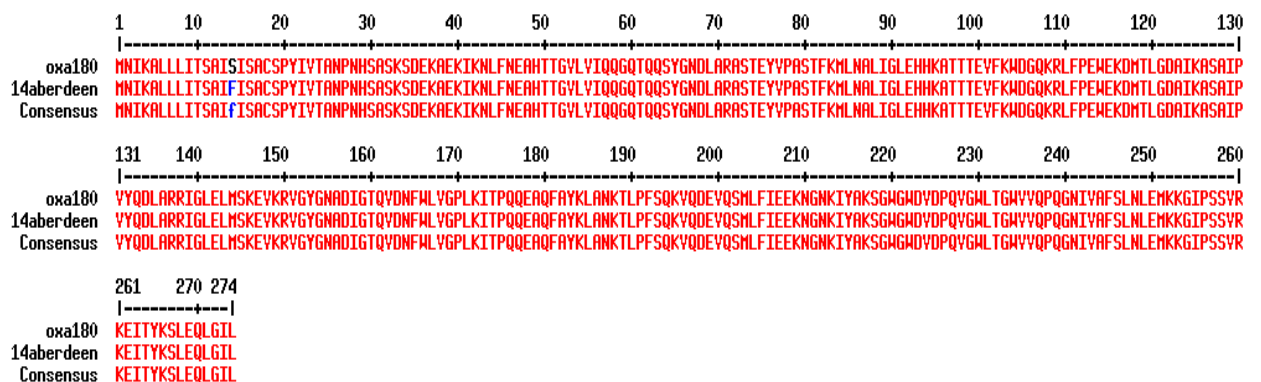 1 10 20 30 40 50 60 70 80 90 100 110 120 130
|---------+---------+---------+---------+---------+---------+---------+---------+---------+---------+---------+---------+---------|
oxa180 MNIKALLLITSAISISACSPYIVTANPNHSASKSDEKAEKIKNLFNEAHTTGVLVIQQGQTQQSYGNDLARASTEYVPASTFKMLNALIGLEHHKATTTEVFKWDGQKRLFPEWEKDMTLGDAIKASAIP
14aberdeen MNIKALLLITSAIFISACSPYIVTANPNHSASKSDEKAEKIKNLFNEAHTTGVLVIQQGQTQQSYGNDLARASTEYVPASTFKMLNALIGLEHHKATTTEVFKWDGQKRLFPEWEKDMTLGDAIKASAIP
Consensus MNIKALLLITSAIfISACSPYIVTANPNHSASKSDEKAEKIKNLFNEAHTTGVLVIQQGQTQQSYGNDLARASTEYVPASTFKMLNALIGLEHHKATTTEVFKWDGQKRLFPEWEKDMTLGDAIKASAIP
131 140 150 160 170 180 190 200 210 220 230 240 250 260
|---------+---------+---------+---------+---------+---------+---------+---------+---------+---------+---------+---------+---------|
oxa180 VYQDLARRIGLELMSKEVKRVGYGNADIGTQVDNFWLVGPLKITPQQEAQFAYKLANKTLPFSQKVQDEVQSMLFIEEKNGNKIYAKSGWGWDVDPQVGWLTGWVVQPQGNIVAFSLNLEMKKGIPSSVR
14aberdeen VYQDLARRIGLELMSKEVKRVGYGNADIGTQVDNFWLVGPLKITPQQEAQFAYKLANKTLPFSQKVQDEVQSMLFIEEKNGNKIYAKSGWGWDVDPQVGWLTGWVVQPQGNIVAFSLNLEMKKGIPSSVR
Consensus VYQDLARRIGLELMSKEVKRVGYGNADIGTQVDNFWLVGPLKITPQQEAQFAYKLANKTLPFSQKVQDEVQSMLFIEEKNGNKIYAKSGWGWDVDPQVGWLTGWVVQPQGNIVAFSLNLEMKKGIPSSVR
261 270 274
|--------+---|
oxa180 KEITYKSLEQLGIL
14aberdeen KEITYKSLEQLGIL
Consensus KEITYKSLEQLGIL